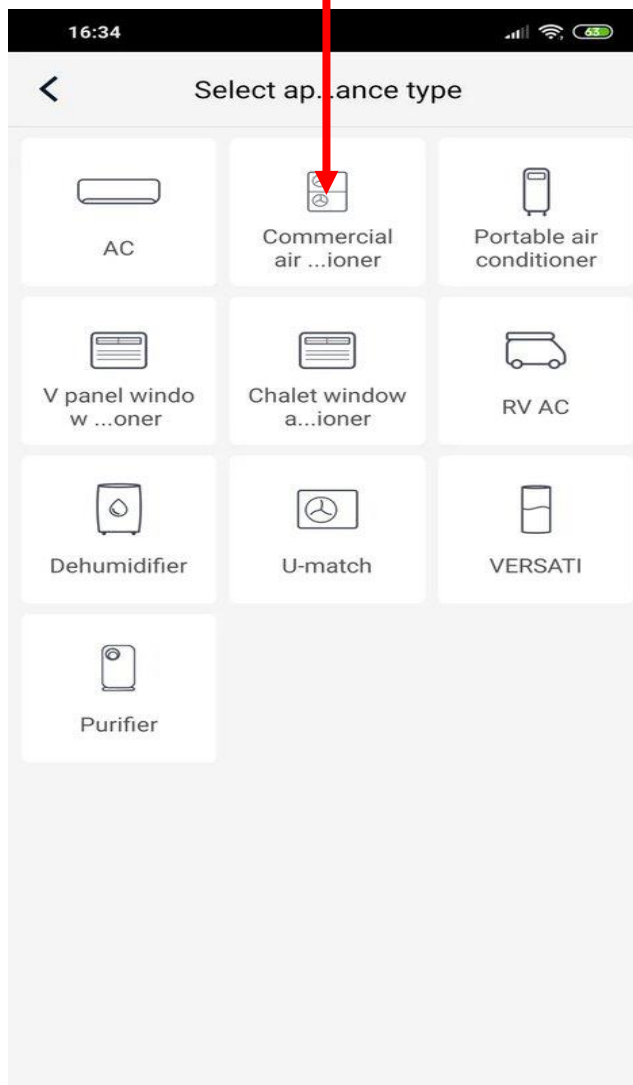 16:34
63
Select ap...ance type
AC
Commercial
air ...ioner
Portable air
conditioner
V panel windo
w ...oner
Chalet window
a...ioner
RV AC
Dehumidifier
U-match
VERSATI
Purifier